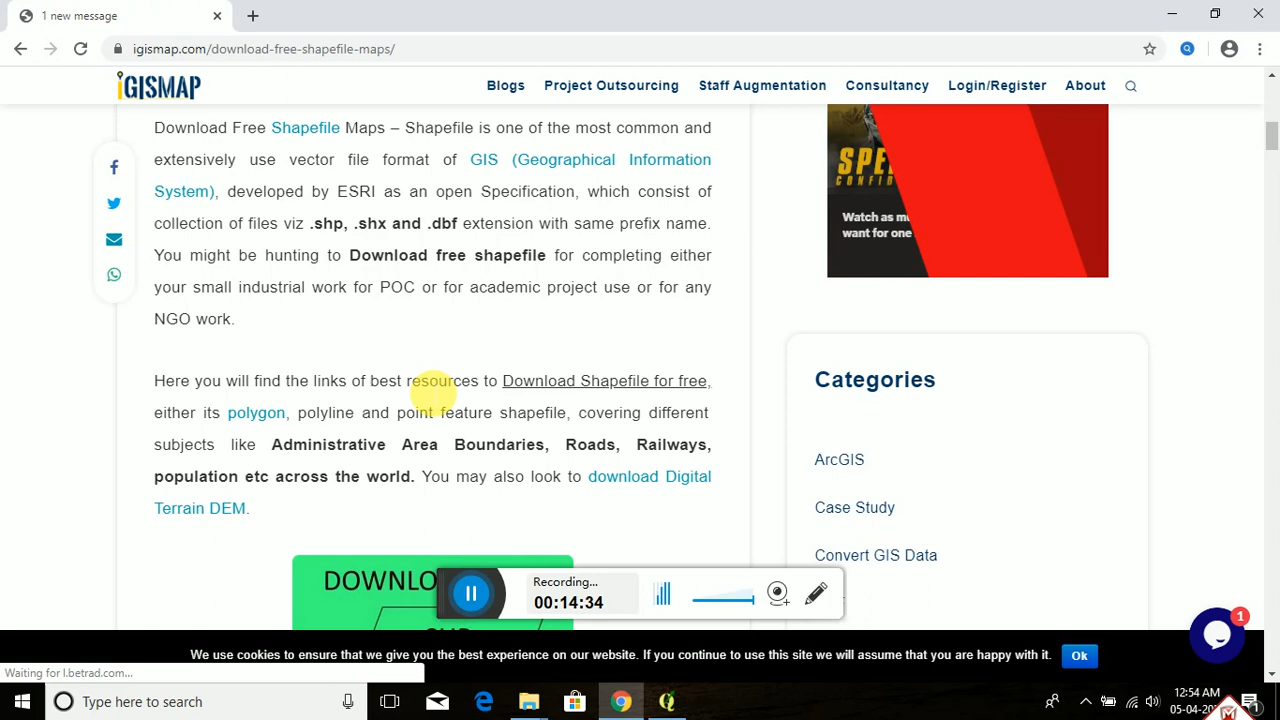 1 new message
igismap.com/download-free-shapefile-maps/
iGISMAP
Blogs Project Outsourcing Staff Augmentation Consultancy Login/Register About
Download Free Shapefile Maps – Shapefile is one of the most common and
extensively use vector file format of GIS (Geographical Information
System), developed by ESRI as an open Specification, which consist of
collection of files viz .shp, .shx and .dbf extension with same prefix name.
You might be hunting to Download free shapefile for completing either
your small industrial work for POC or for academic project use or for any
NGO work.
Here you will find the links of best resources to Download Shapefile for free,
either its polygon, polyline and point feature shapefile, covering different
subjects like Administrative Area Boundaries, Roads, Railways,
population etc across the world. You may also look to download Digital
Terrain DEM.
Watch as
want for one
Categories
ArcGIS
Case Study
Convert GIS Data
Recording...
00:14:34
We use cookies to ensure that we give you the best experience on our website. If you continue to use this site we will assume that you are happy with it.
Ok
1
Waiting for l.betrad.com...
Type here to search
12:54 AM
05-04-